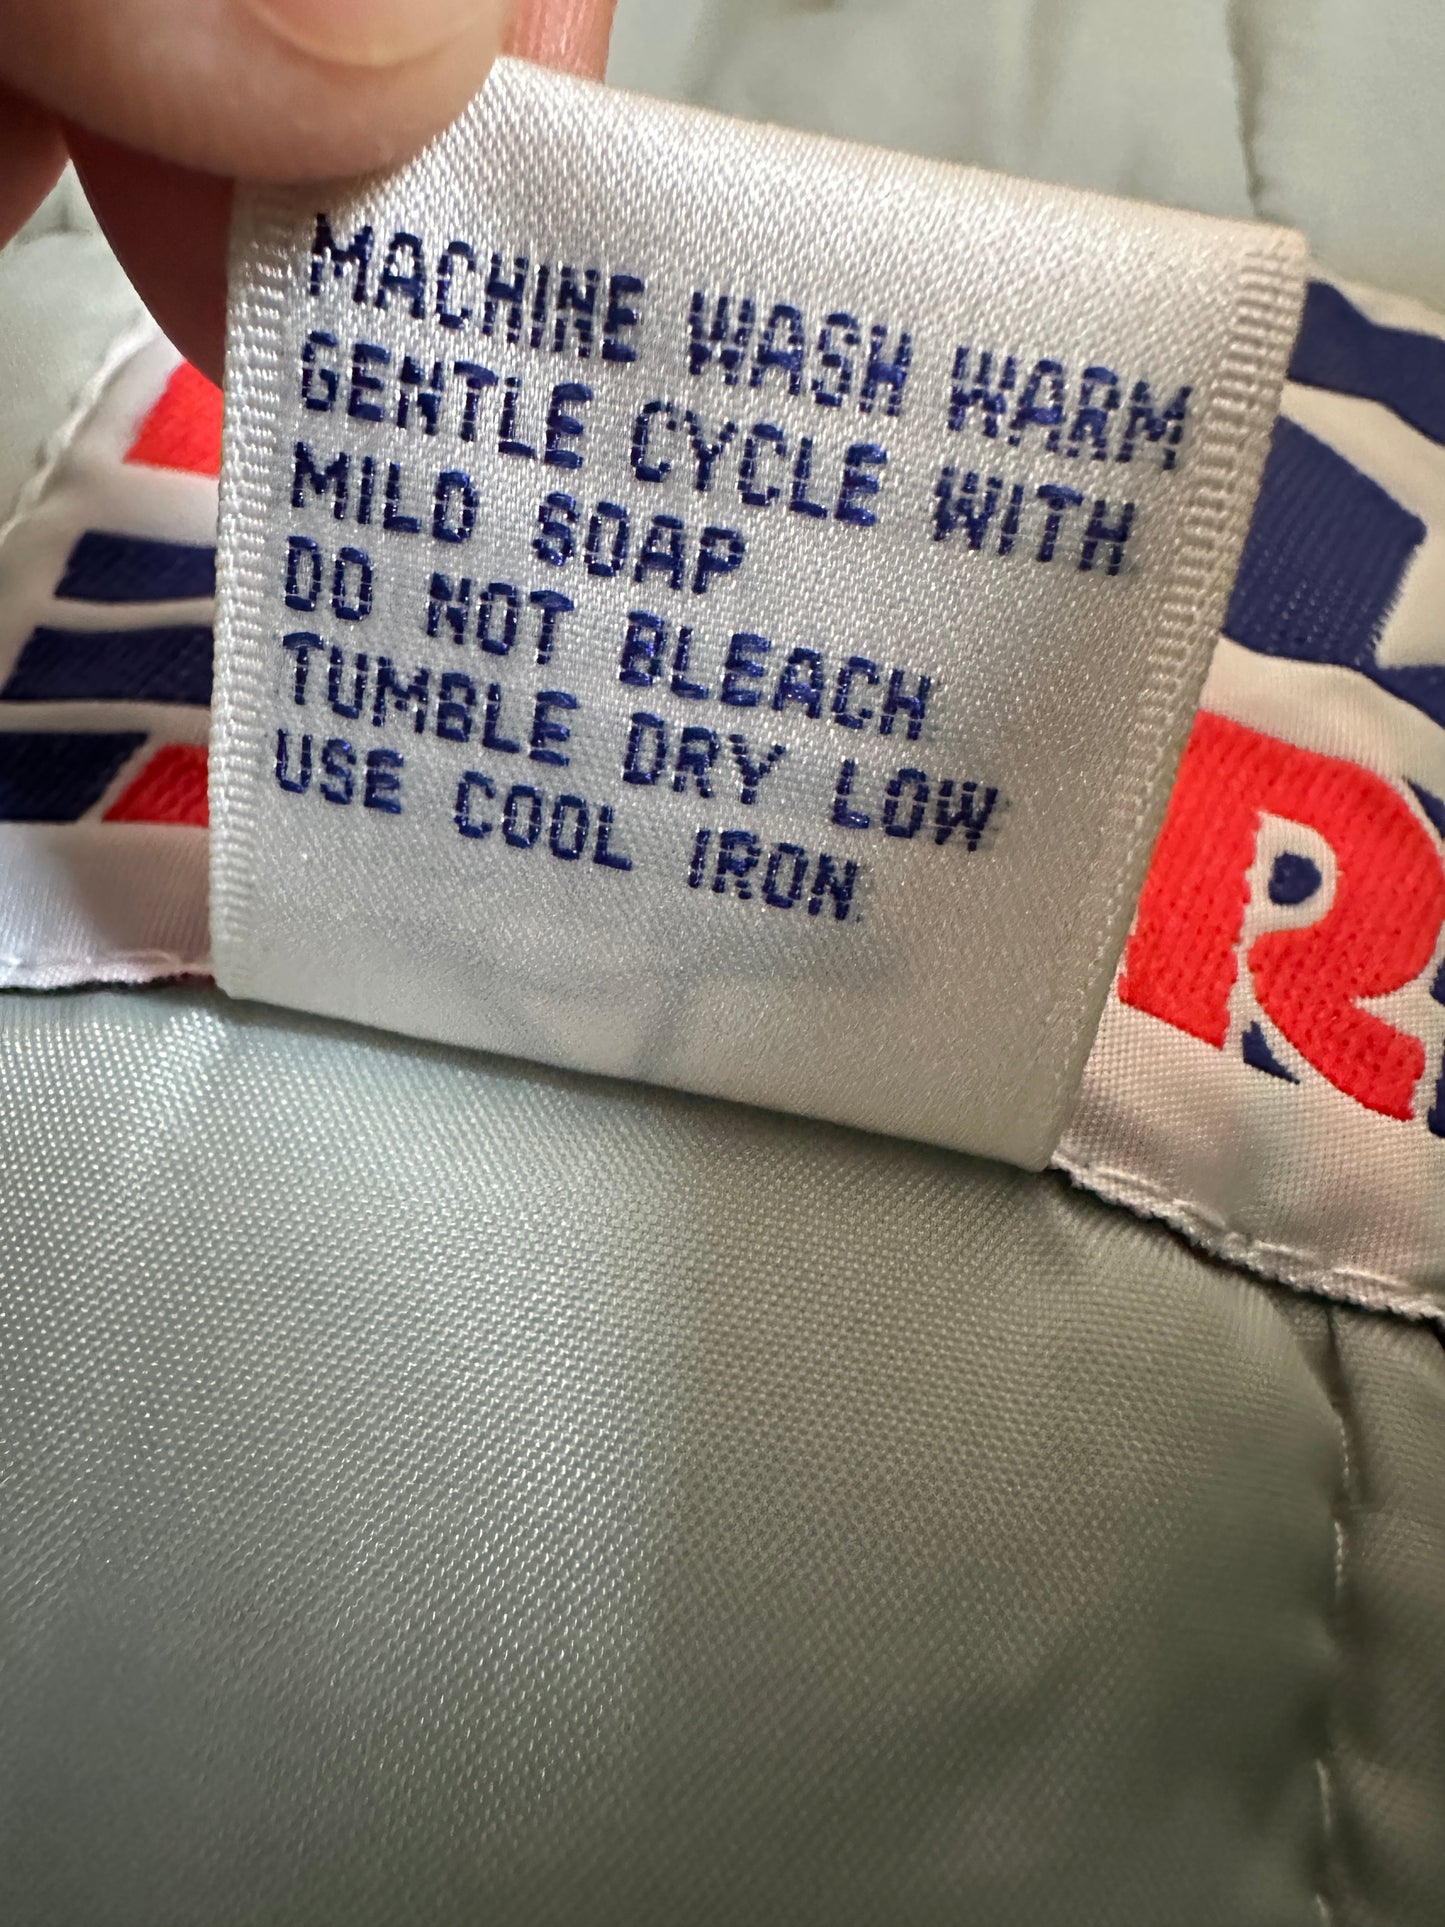 MACHINE WASH WARM
GENTLE CYCLE WITH
MILD SOAP
DO NOT BLEACH
TUMBLE DRY LOW
USE COOL IRON
R